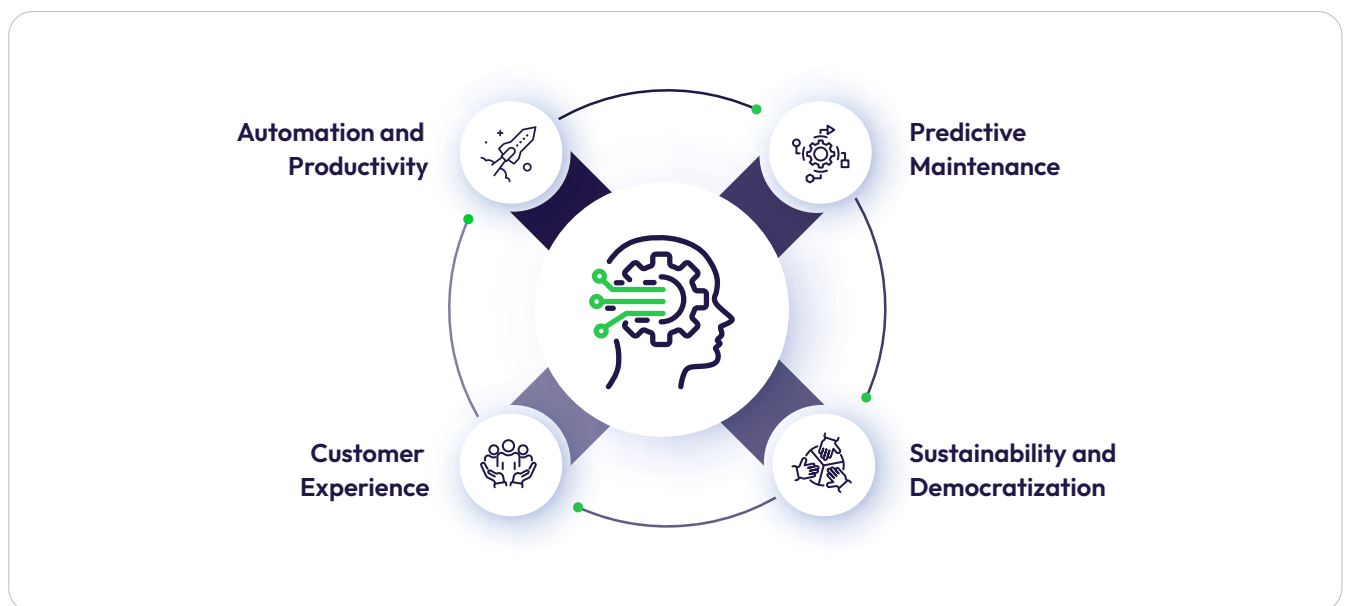 Automation and
Productivity
Predictive
Maintenance
Customer
Experience
Sustainability and
Democratization